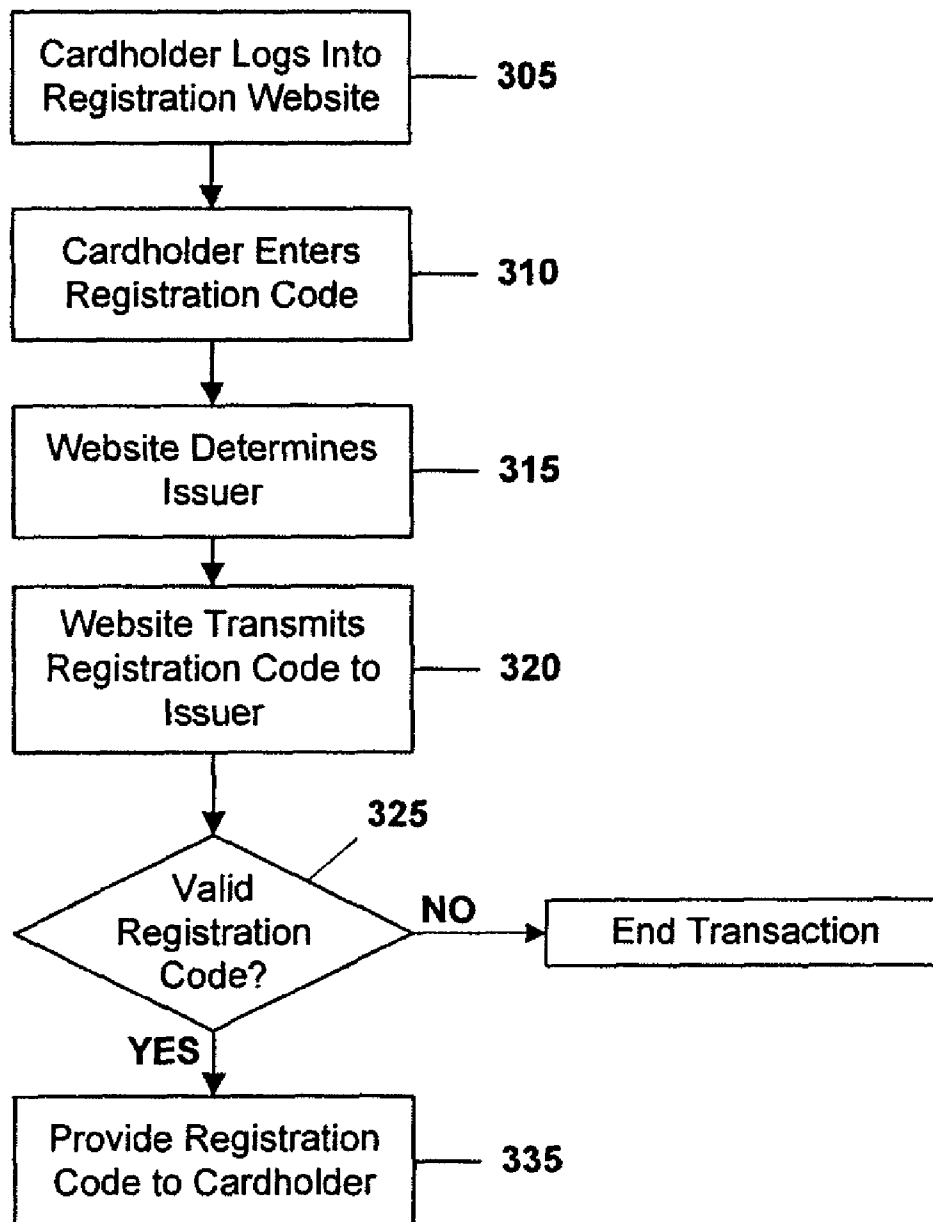 Cardholder Logs Into
Registration Website
305
Cardholder Enters
Registration Code
310
Website Determines
Issuer
315
Website Transmits
Registration Code to
Issuer
320
325
Valid
Registration
Code?
NO
End Transaction
YES
Provide Registration
Code to Cardholder
335